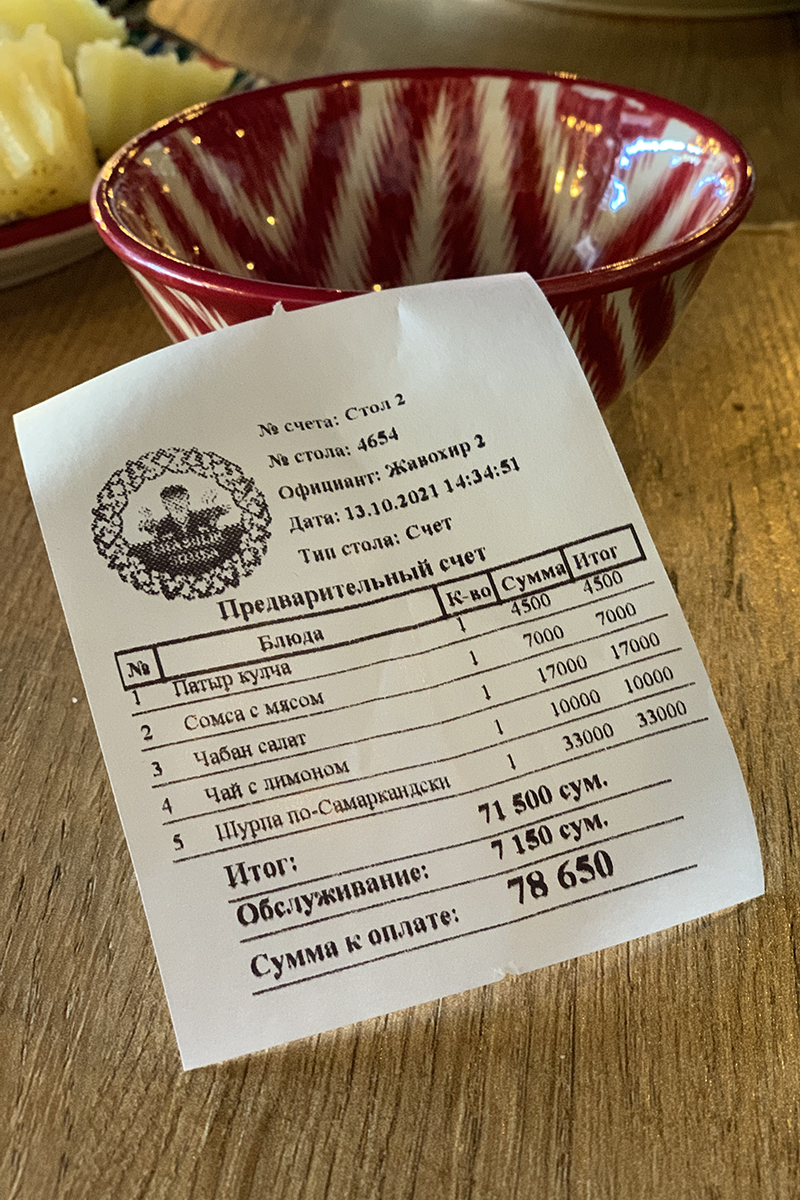 № счета: Стол 2
№ стола: 4654
Официант: Жавохир 2
Дата: 13.10.2021 14:34:51
Тип стола: Счет
Предварительный счет
№ Блюда К-во Сумма Итог
1 Патыр кулча 1 4500 4500
2 Сомса с мясом 1 7000 7000
3 Чабан салат 1 17000 17000
4 Чай с лимоном 1 10000 10000
5 Шурпа по-Самаркандски 1 33000 33000
Итог: 71 500 сум.
Обслуживание: 7 150 сум.
Сумма к оплате: 78 650